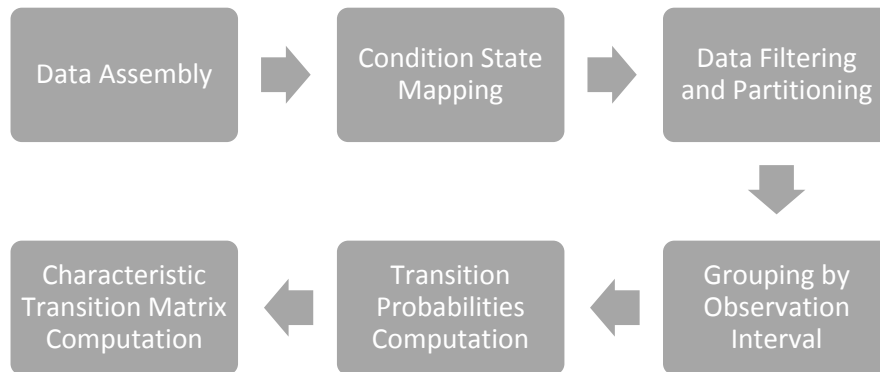 Data Assembly
Condition State
Mapping
Data Filtering
and Partitioning
Grouping by
Observation
Interval
Transition
Probabilities
Computation
Characteristic
Transition Matrix
Computation